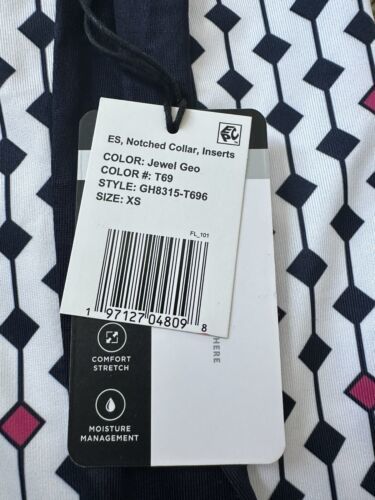 ES, Notched Collar, Inserts
COLOR: Jewel Geo
COLOR #: T69
STYLE: GH8315-T696
SIZE: XS
FL_101
1 97127 04809 8
HERE
COMFORT
STRETCH
MOISTURE
MANAGEMENT